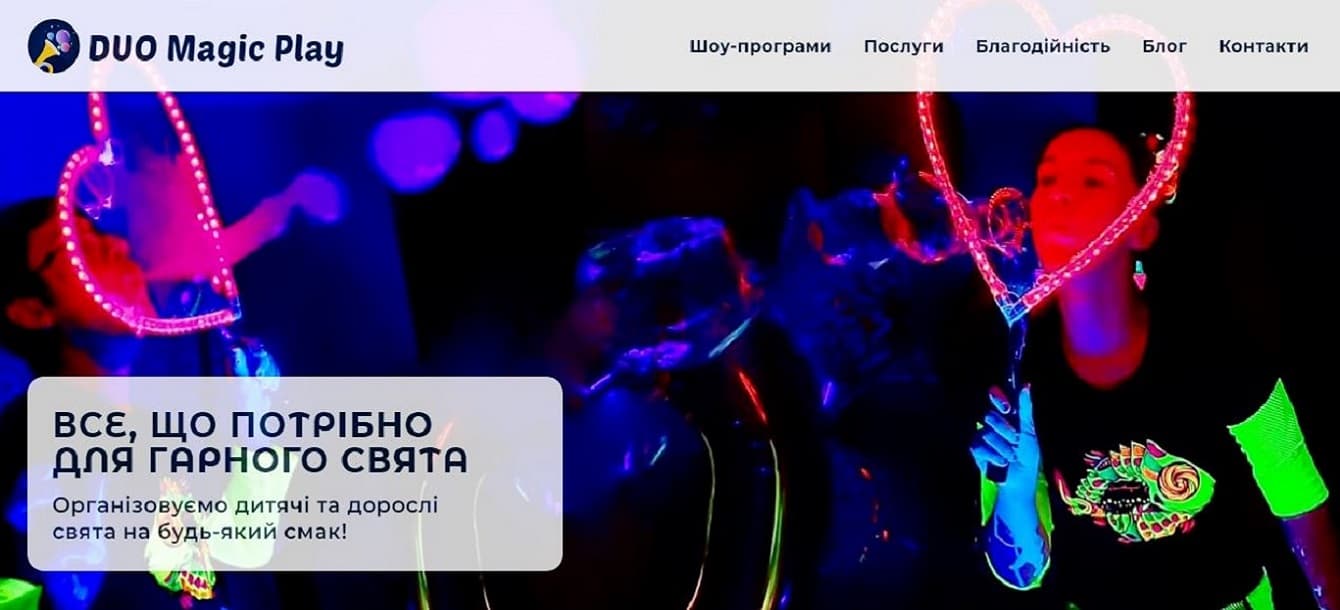 DUO Magic Play
Шоу-програми Послуги Благодійність Блог Контакти
ВСЕ, ЩО ПОТРІБНО
ДЛЯ ГАРНОГО СВЯТА
Організовуємо дитячі та дорослі
свята на будь-який смак!